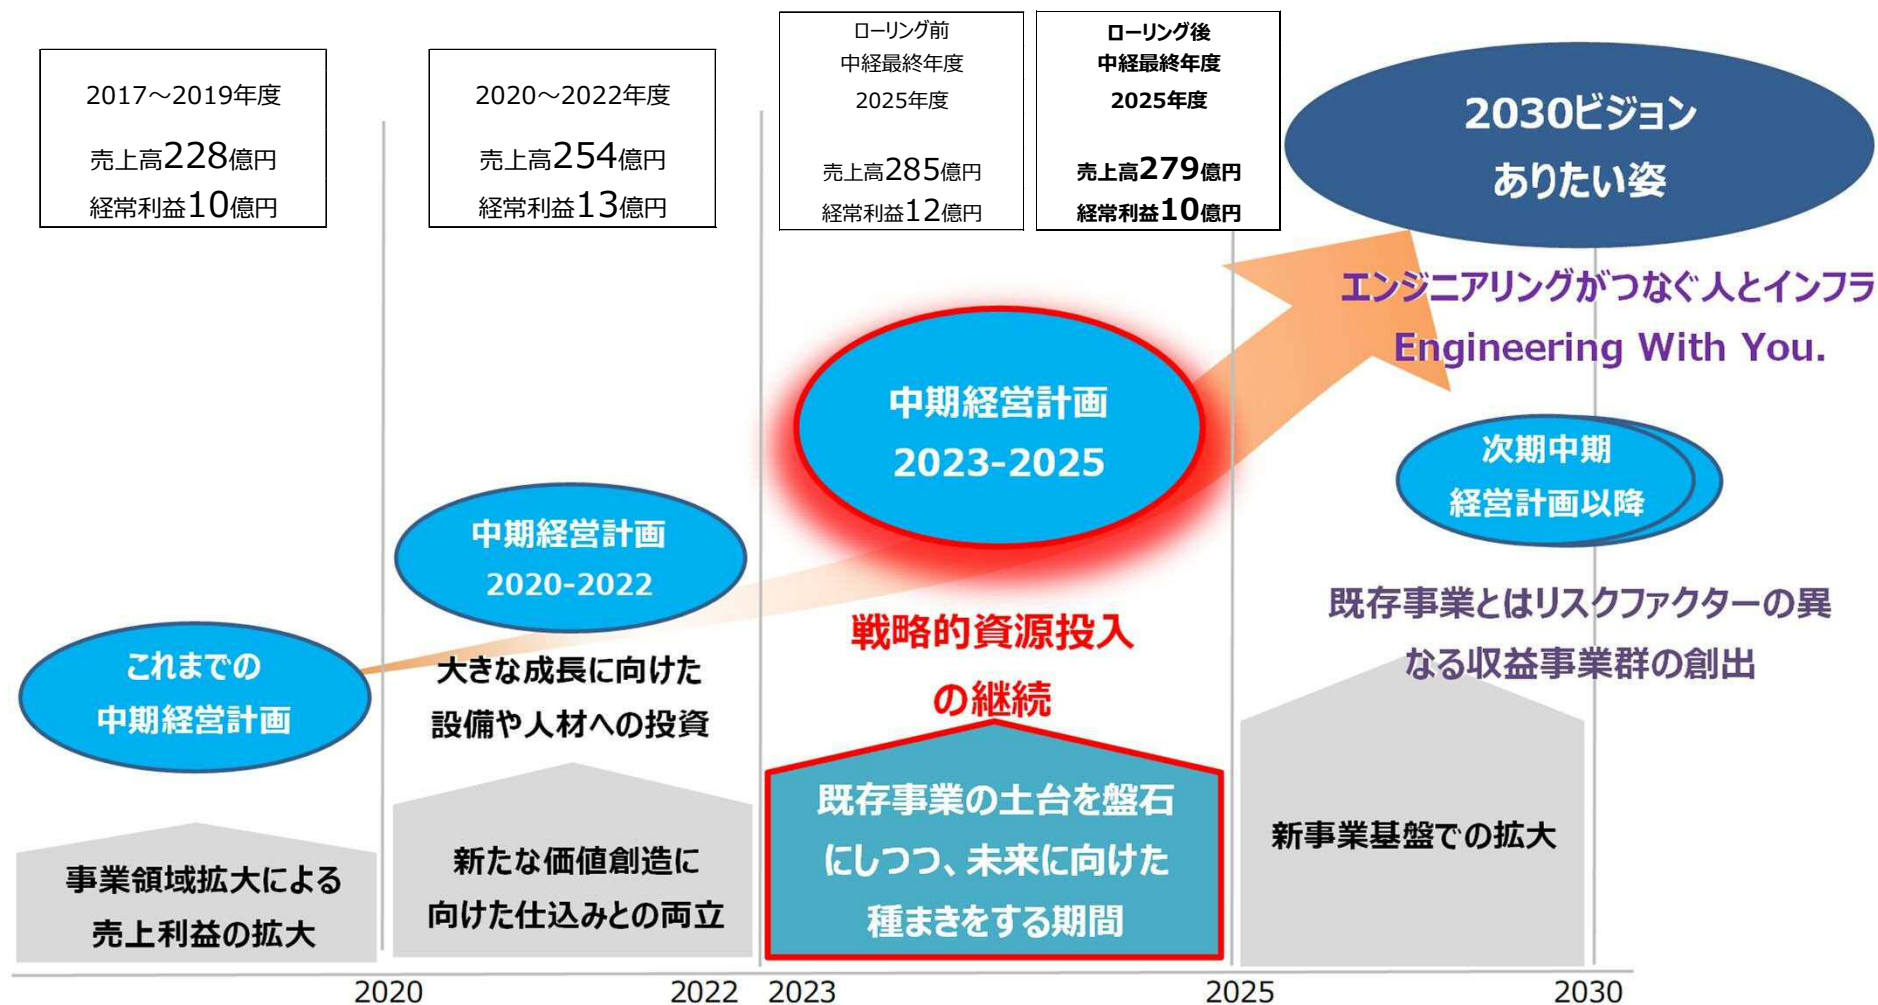 2017～2019年度
売上高228億円
経常利益10億円
2020～2022年度
売上高254億円
経常利益13億円
ローリング前
中経最終年度
2025年度
売上高285億円
経常利益12億円
ローリング後
中経最終年度
2025年度
売上高279億円
経常利益10億円
2030ビジョン
ありたい姿
エンジニアリングがつなぐ人とインフラ
Engineering With You.
中期経営計画
2023-2025
次期中期
経営計画以降
中期経営計画
2020-2022
これまでの
中期経営計画
大きな成長に向けた
設備や人材への投資
戦略的資源投入
の継続
既存事業とはリスクファクターの異
なる収益事業群の創出
事業領域拡大による
売上利益の拡大
新たな価値創造に
向けた仕込みとの両立
既存事業の土台を盤石
にしつつ、未来に向けた
種まきをする期間
新事業基盤での拡大
2020
2022
2023
2025
2030